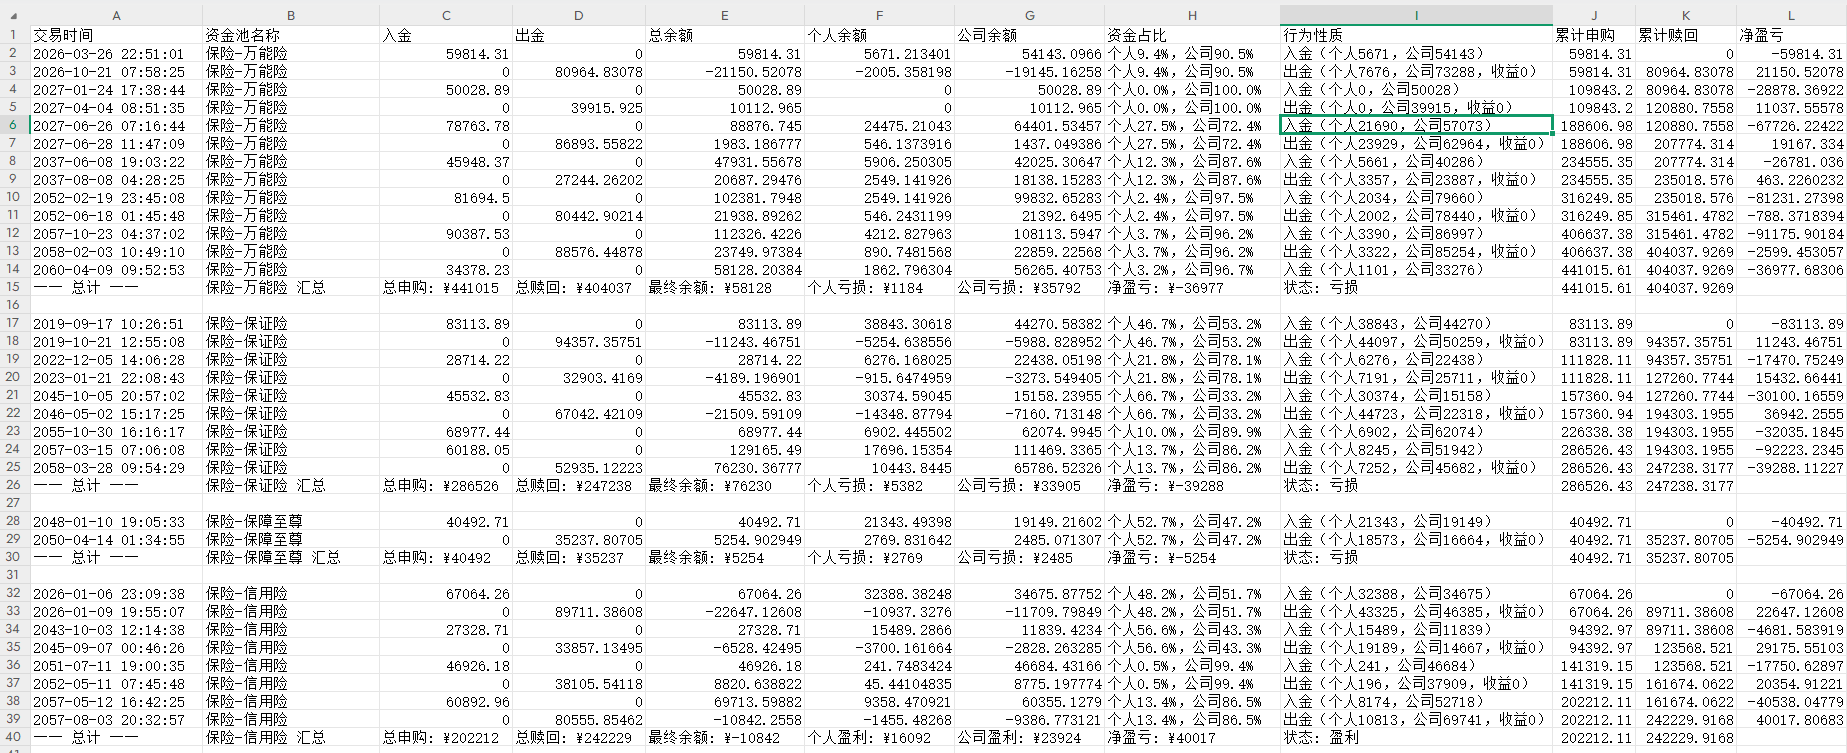 A B C D E F G H I J K L
1 交易时间 资金池名称 入金 出金 总余额 个人余额 公司余额 资金占比 行为性质 累计申购 累计赎回 净盈亏
2 2026-03-26 22:51:01 保险-万能险 59814.31 0 59814.31 5671.213401 54143.0966 个人9.4%，公司90.5% 入金（个人5671，公司54143） 59814.31 0 -59814.31
3 2026-10-21 07:58:25 保险-万能险 0 80964.83078 -21150.52078 -2005.358198 -19145.16258 个人9.4%，公司90.5% 出金（个人7676，公司73288，收益0） 59814.31 80964.83078 21150.52078
4 2027-01-24 17:38:44 保险-万能险 50028.89 0 50028.89 0 50028.89 个人0.0%，公司100.0% 入金（个人0，公司50028） 109843.2 80964.83078 -28878.36922
5 2027-04-04 08:51:35 保险-万能险 0 39915.925 10112.965 0 10112.965 个人0.0%，公司100.0% 出金（个人0，公司39915，收益0） 109843.2 120880.7558 11037.55578
6 2027-06-26 07:16:44 保险-万能险 78763.78 0 88876.745 24475.21043 64401.53457 个人27.5%，公司72.4% 入金（个人21690，公司57073） 188606.98 120880.7558 -67726.22422
7 2027-06-28 11:47:09 保险-万能险 0 86893.55822 1983.186777 546.1373916 1437.049386 个人27.5%，公司72.4% 出金（个人23929，公司62964，收益0） 188606.98 207774.314 19167.334
8 2037-06-08 19:03:22 保险-万能险 45948.37 0 47931.55678 5906.250305 42025.30647 个人12.3%，公司87.6% 入金（个人5661，公司40286） 234555.35 207774.314 -26781.036
9 2037-08-08 04:28:25 保险-万能险 0 27244.26202 20687.29476 2549.141926 18138.15283 个人12.3%，公司87.6% 出金（个人3357，公司23887，收益0） 234555.35 235018.576 463.2260232
10 2052-02-19 23:45:08 保险-万能险 81694.5 0 102381.7948 2549.141926 99832.65283 个人2.4%，公司97.5% 入金（个人2034，公司79660） 316249.85 235018.576 -81231.27398
11 2052-06-18 01:45:48 保险-万能险 0 80442.90214 21938.89262 546.2431199 21392.6495 个人2.4%，公司97.5% 出金（个人2002，公司78440，收益0） 316249.85 315461.4782 -788.3718394
12 2057-10-23 04:37:02 保险-万能险 90387.53 0 112326.4226 4212.827963 108113.5947 个人3.7%，公司96.2% 入金（个人3390，公司86997） 406637.38 315461.4782 -91175.90184
13 2058-02-03 10:49:10 保险-万能险 0 88576.44878 23749.97384 890.7481568 22859.22568 个人3.7%，公司96.2% 出金（个人3322，公司85254，收益0） 406637.38 404037.9269 -2599.453057
14 2060-04-09 09:52:53 保险-万能险 34378.23 0 58128.20384 1862.796304 56265.40753 个人3.2%，公司96.7% 入金（个人1101，公司33276） 441015.61 404037.9269 -36977.68306
15 —— 总计 —— 保险-万能险 汇总 总申购：¥441015 总赎回：¥404037 最终余额：¥58128 个人亏损：¥1184 公司亏损：¥35792 净盈亏：¥-36977 状态：亏损 441015.61 404037.9269
16
17 2019-09-17 10:26:51 保险-保证险 83113.89 0 83113.89 38843.30618 44270.58382 个人46.7%，公司53.2% 入金（个人38843，公司44270） 83113.89 0 -83113.89
18 2019-10-21 12:55:08 保险-保证险 0 94357.35751 -11243.46751 -5254.638556 -5988.828952 个人46.7%，公司53.2% 出金（个人44097，公司50259，收益0） 83113.89 94357.35751 11243.46751
19 2022-12-05 14:06:28 保险-保证险 28714.22 0 28714.22 6276.168025 22438.05198 个人21.8%，公司78.1% 入金（个人6276，公司22438） 111828.11 94357.35751 -17470.75249
20 2023-01-21 22:08:43 保险-保证险 0 32903.4169 -4189.196901 -915.6474959 -3273.549405 个人21.8%，公司78.1% 出金（个人7191，公司25711，收益0） 111828.11 127260.7744 15432.66441
21 2045-10-05 20:57:02 保险-保证险 45532.83 0 45532.83 30374.59045 15158.23955 个人66.7%，公司33.2% 入金（个人30374，公司15158） 157360.94 127260.7744 -30100.16559
22 2046-05-02 15:17:25 保险-保证险 0 67042.42109 -21509.59109 -14348.87794 -7160.713148 个人66.7%，公司33.2% 出金（个人44723，公司22318，收益0） 157360.94 194303.1955 36942.2555
23 2055-10-30 16:16:17 保险-保证险 68977.44 0 68977.44 6902.445502 62074.9945 个人10.0%，公司89.9% 入金（个人6902，公司62074） 226338.38 194303.1955 -32035.1845
24 2057-03-15 07:06:08 保险-保证险 60188.05 0 129165.49 17696.15354 111469.3365 个人13.7%，公司86.2% 入金（个人8245，公司51942） 286526.43 194303.1955 -92223.2345
25 2058-03-28 09:54:29 保险-保证险 0 52935.12223 76230.36777 10443.8445 65786.52326 个人13.7%，公司86.2% 出金（个人7252，公司45682，收益0） 286526.43 247238.3177 -39288.11227
26 —— 总计 —— 保险-保证险 汇总 总申购：¥286526 总赎回：¥247238 最终余额：¥76230 个人亏损：¥5382 公司亏损：¥33905 净盈亏：¥-39288 状态：亏损 286526.43 247238.3177
27
28 2048-01-10 19:05:33 保险-保障至尊 40492.71 0 40492.71 21343.49398 19149.21602 个人52.7%，公司47.2% 入金（个人21343，公司19149） 40492.71 0 -40492.71
29 2050-04-14 01:34:55 保险-保障至尊 0 35237.80705 5254.902949 2769.831642 2485.071307 个人52.7%，公司47.2% 出金（个人18573，公司16664，收益0） 40492.71 35237.80705 -5254.902949
30 —— 总计 —— 保险-保障至尊 汇总 总申购：¥40492 总赎回：¥35237 最终余额：¥5254 个人亏损：¥2769 公司亏损：¥2485 净盈亏：¥-5254 状态：亏损 40492.71 35237.80705
31
32 2026-01-06 23:09:38 保险-信用险 67064.26 0 67064.26 32388.38248 34675.87752 个人48.2%，公司51.7% 入金（个人32388，公司34675） 67064.26 0 -67064.26
33 2026-01-09 19:55:07 保险-信用险 0 89711.38608 -22647.12608 -10937.3276 -11709.79849 个人48.2%，公司51.7% 出金（个人43325，公司46385，收益0） 67064.26 89711.38608 22647.12608
34 2043-10-03 12:14:38 保险-信用险 27328.71 0 27328.71 15489.2866 11839.4234 个人56.6%，公司43.3% 入金（个人15489，公司11839） 94392.97 89711.38608 -4681.583919
35 2045-09-07 00:46:26 保险-信用险 0 33857.13495 -6528.42495 -3700.161664 -2828.263285 个人56.6%，公司43.3% 出金（个人19189，公司14667，收益0） 94392.97 123568.521 29175.55103
36 2051-07-11 19:00:35 保险-信用险 46926.18 0 46926.18 241.7483424 46684.43166 个人0.5%，公司99.4% 入金（个人241，公司46684） 141319.15 123568.521 -17750.62897
37 2052-05-11 07:45:48 保险-信用险 0 38105.54118 8820.638822 45.44104835 8775.197774 个人0.5%，公司99.4% 出金（个人196，公司37909，收益0） 141319.15 161674.0622 20354.91221
38 2057-05-12 16:42:25 保险-信用险 60892.96 0 69713.59882 9358.470921 60355.1279 个人13.4%，公司86.5% 入金（个人8174，公司52718） 202212.11 161674.0622 -40538.04779
39 2057-08-03 20:32:57 保险-信用险 0 80555.85462 -10842.2558 -1455.48268 -9386.773121 个人13.4%，公司86.5% 出金（个人10813，公司69741，收益0） 202212.11 242229.9168 40017.80683
40 —— 总计 —— 保险-信用险 汇总 总申购：¥202212 总赎回：¥242229 最终余额：¥-10842 个人盈利：¥16092 公司盈利：¥23924 净盈亏：¥40017 状态：盈利 202212.11 242229.9168